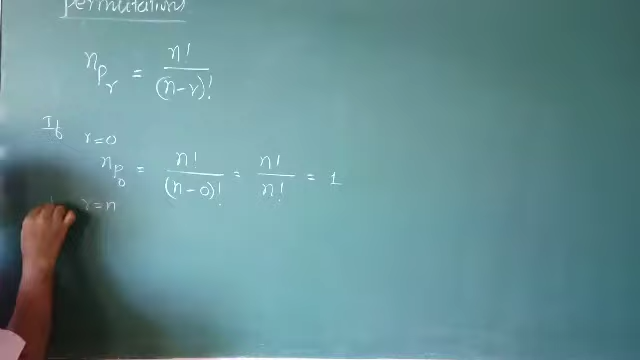 permutations
nPr = n!/(n-r)!
If r=0
nP0 = n!/(n-0)! = n!/n! = 1
r=n